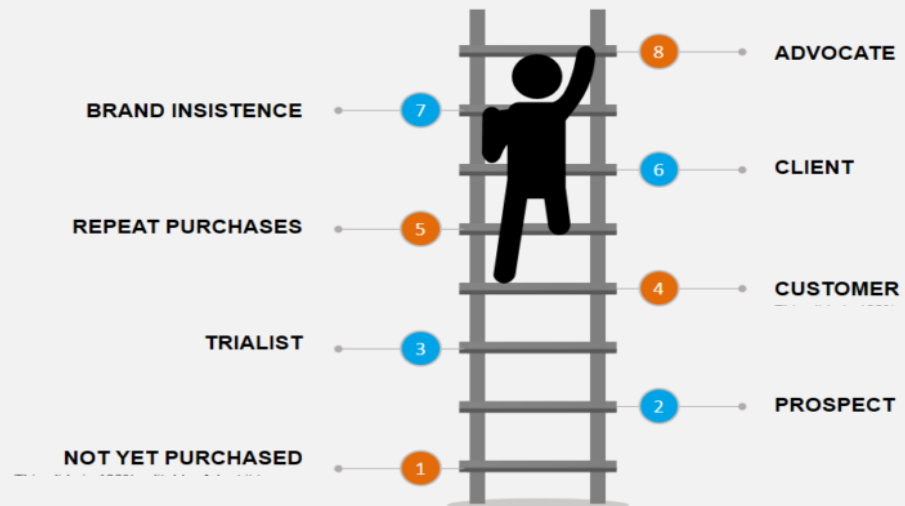 8
ADVOCATE
BRAND INSISTENCE
7
6
CLIENT
REPEAT PURCHASES
5
4
CUSTOMER
TRIALIST
3
2
PROSPECT
NOT YET PURCHASED
1